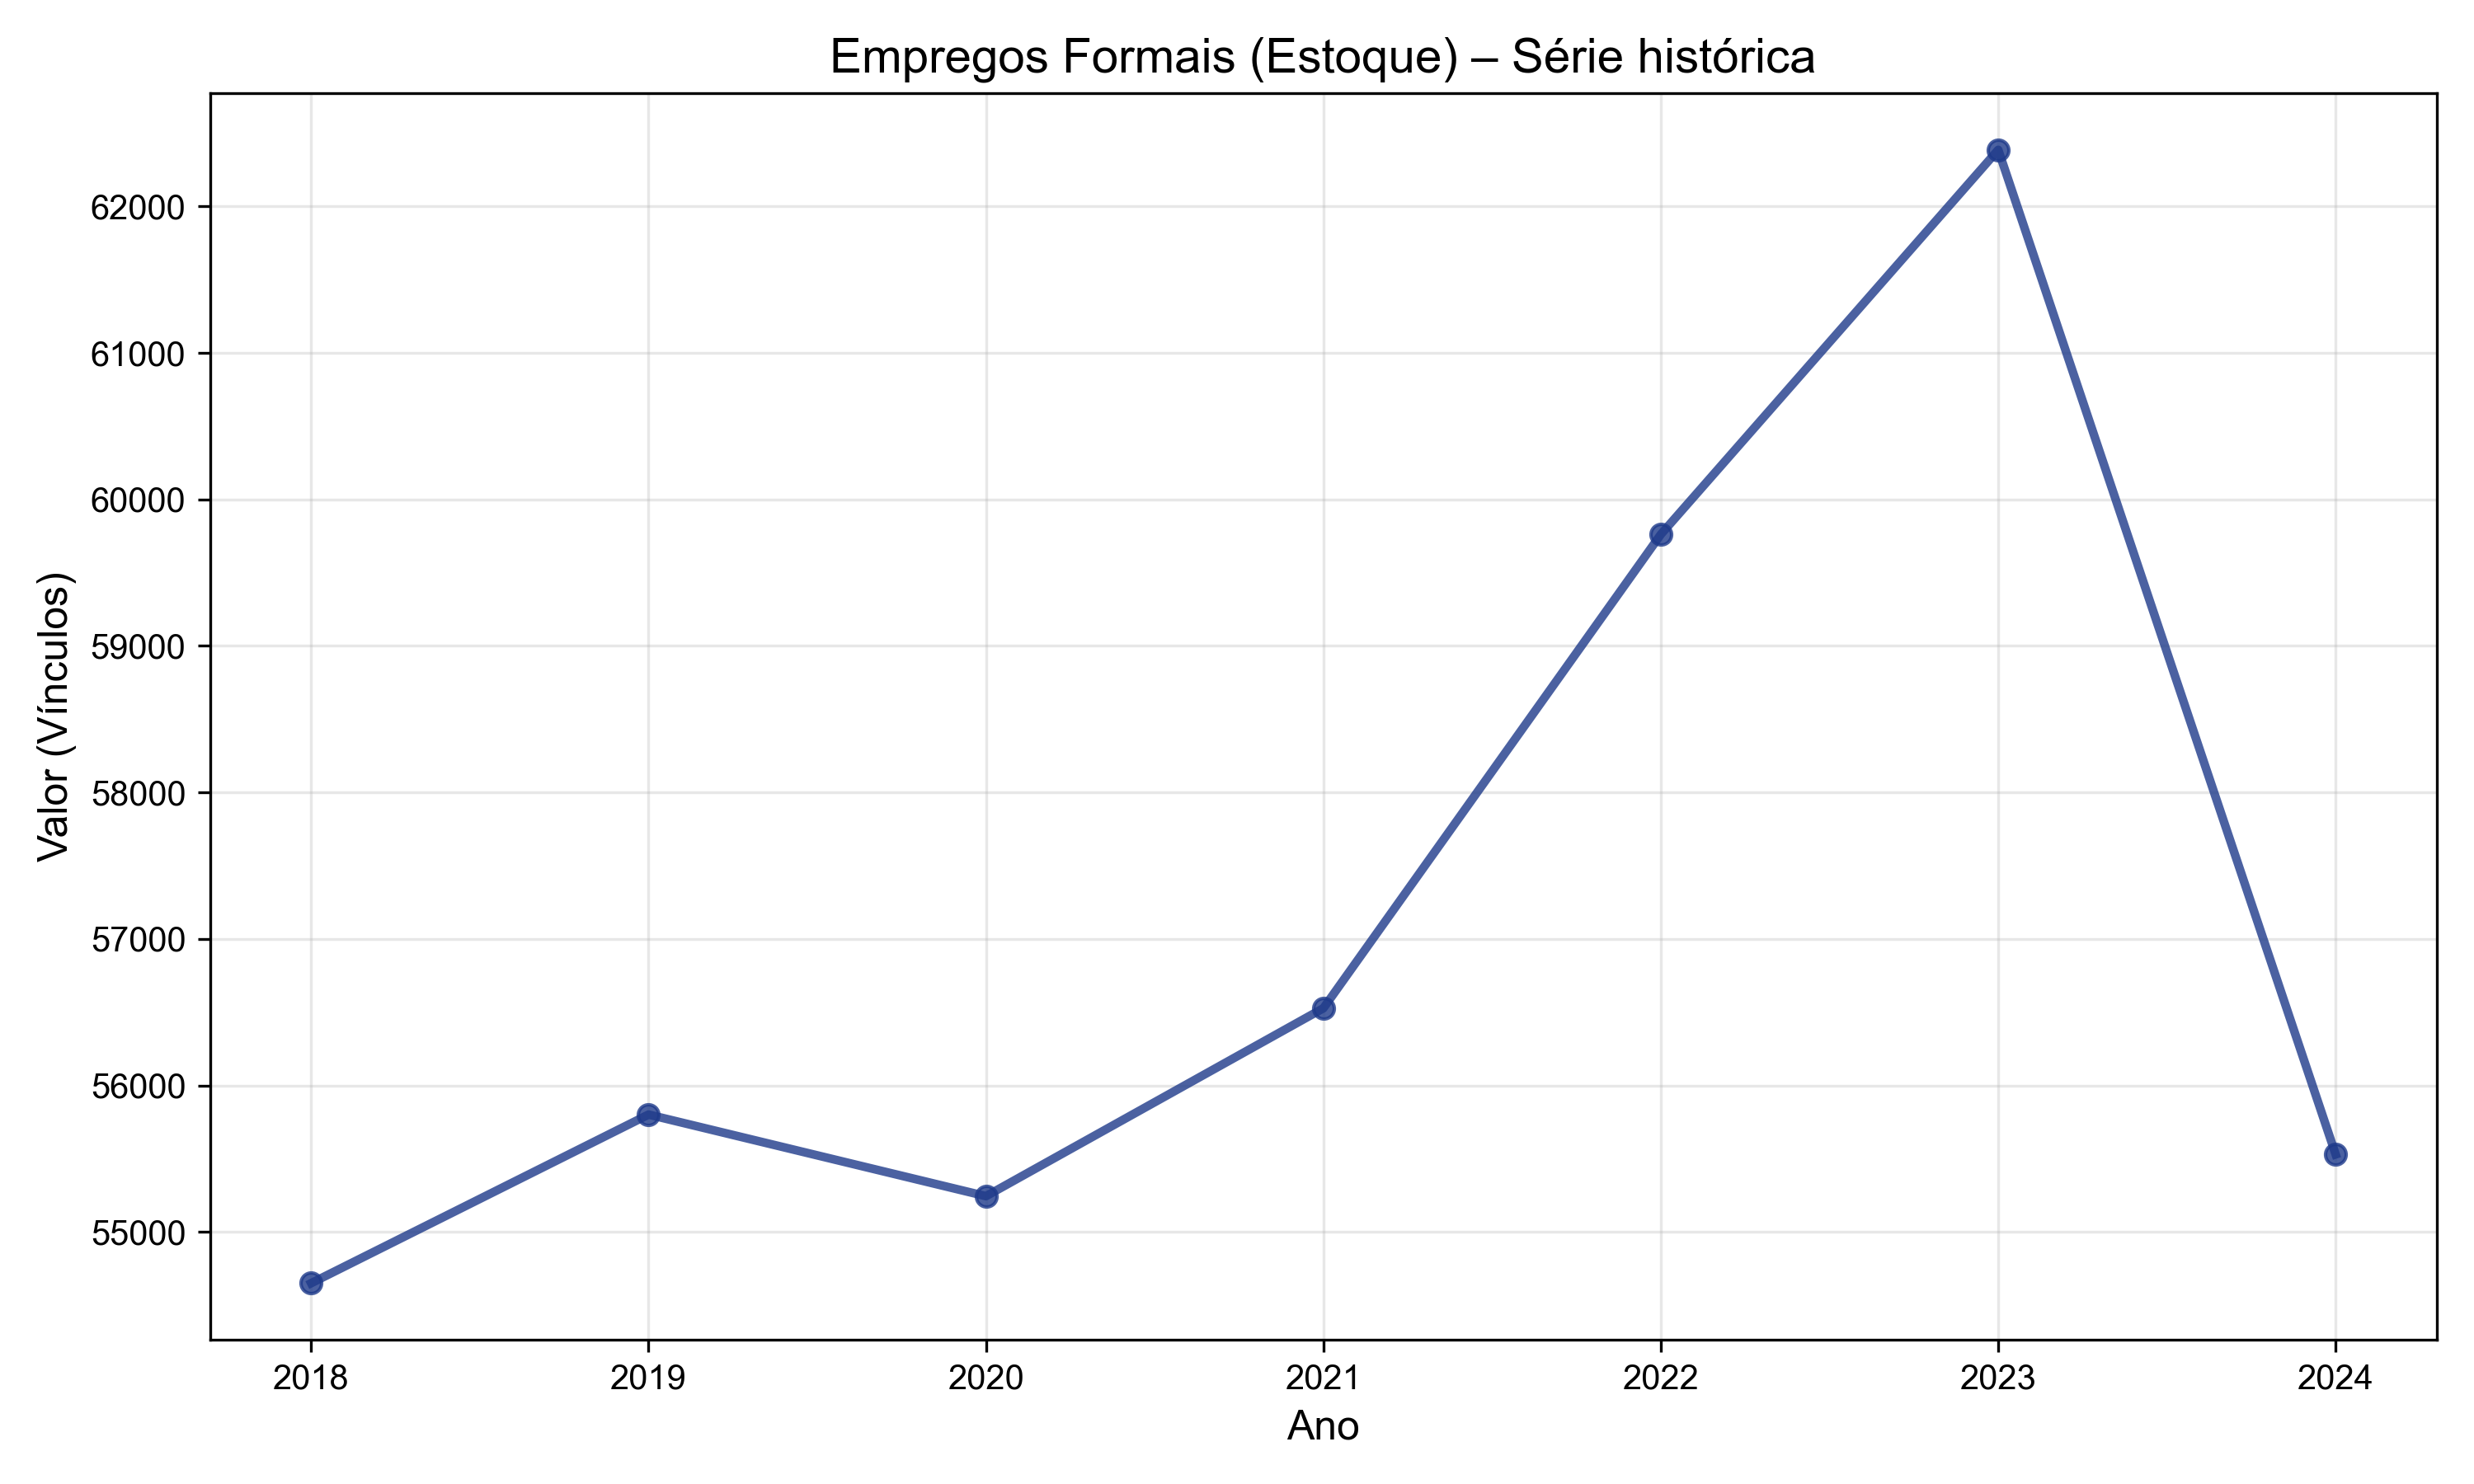 Empregos Formais (Estoque) – Série histórica
Valor (Vínculos)
62000
61000
60000
59000
58000
57000
56000
55000
2018 2019 2020 2021 2022 2023 2024
Ano